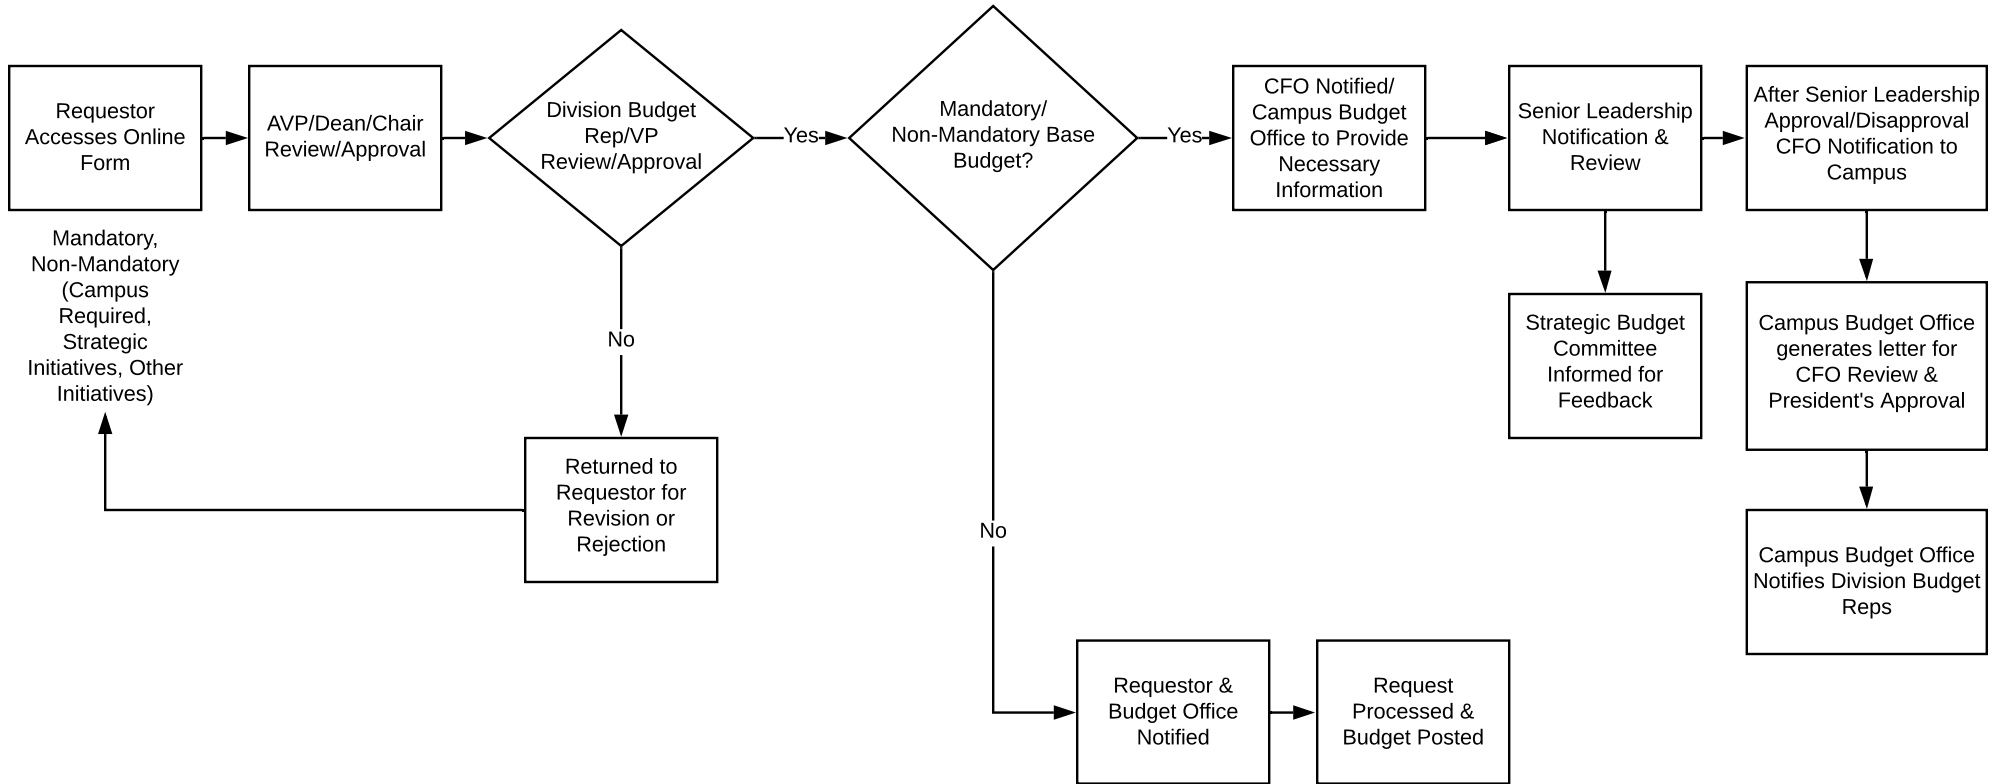 Requestor
Accesses Online
Form
Mandatory,
Non-Mandatory
(Campus
Required,
Strategic
Initiatives, Other
Initiatives)
AVP/Dean/Chair
Review/Approval
Division Budget
Rep/VP
Review/Approval
Yes
No
Returned to
Requestor for
Revision or
Rejection
Mandatory/
Non-Mandatory Base
Budget?
Yes
No
Requestor &
Budget Office
Notified
Request
Processed &
Budget Posted
CFO Notified/
Campus Budget
Office to Provide
Necessary
Information
Senior Leadership
Notification &
Review
Strategic Budget
Committee
Informed for
Feedback
After Senior Leadership
Approval/Disapproval
CFO Notification to
Campus
Campus Budget Office
generates letter for
CFO Review &
President's Approval
Campus Budget Office
Notifies Division Budget
Reps